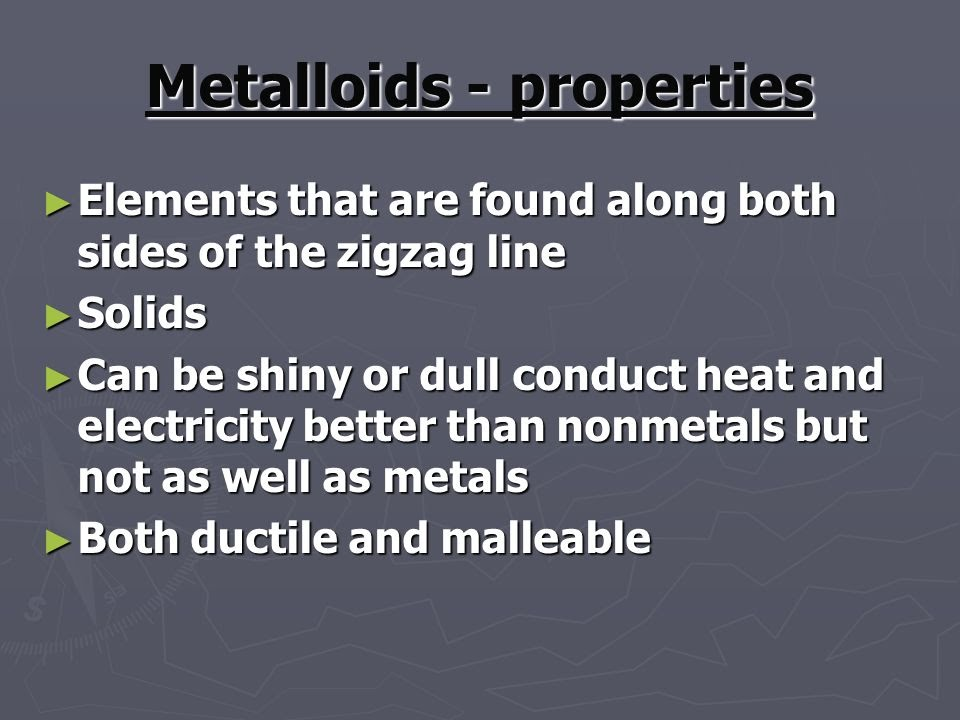 Metalloids - properties
► Elements that are found along both
sides of the zigzag line
► Solids
► Can be shiny or dull conduct heat and
electricity better than nonmetals but
not as well as metals
► Both ductile and malleable